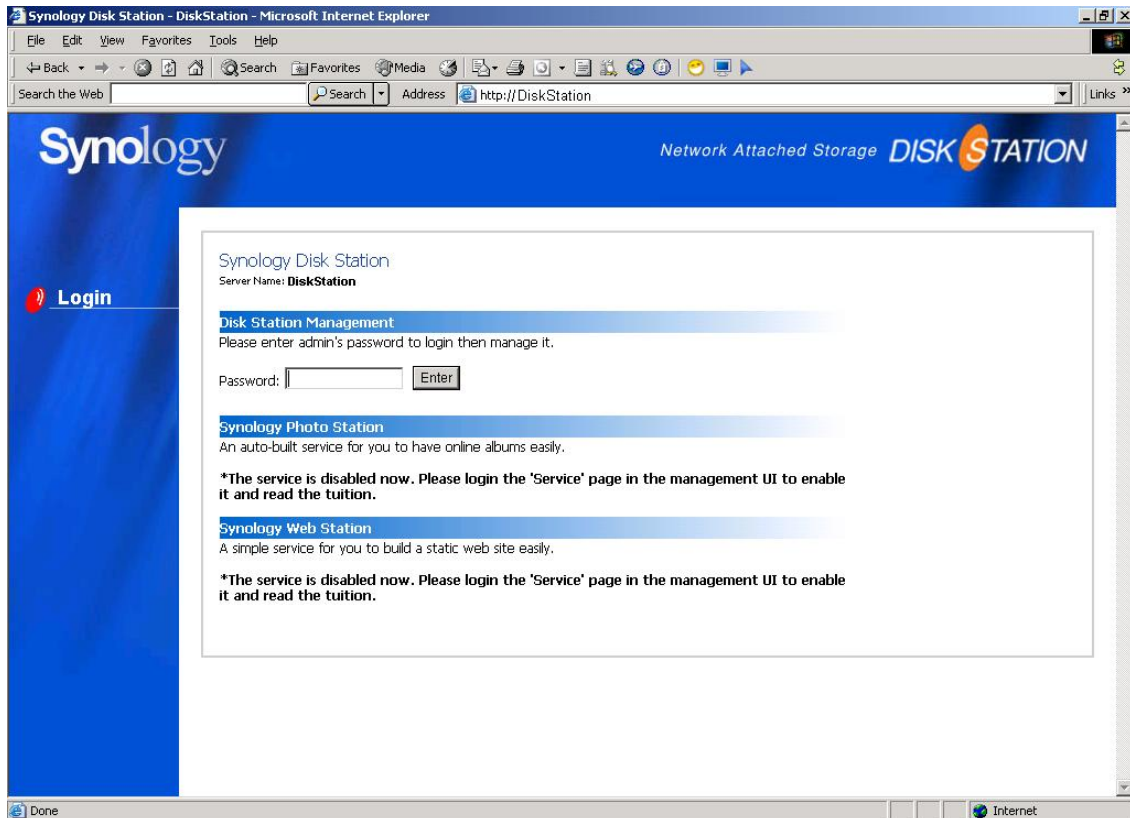 Synology Disk Station - DiskStation - Microsoft Internet Explorer
File Edit View Favorites Tools Help
Back Search Favorites Media
Search the Web Search Address http://DiskStation Links »
Synology Network Attached Storage DISK STATION
Login
Synology Disk Station
Server Name: DiskStation
Disk Station Management
Please enter admin's password to login then manage it.
Password: Enter
Synology Photo Station
An auto-built service for you to have online albums easily.
*The service is disabled now. Please login the 'Service' page in the management UI to enable
it and read the tuition.
Synology Web Station
A simple service for you to build a static web site easily.
*The service is disabled now. Please login the 'Service' page in the management UI to enable
it and read the tuition.
Done Internet